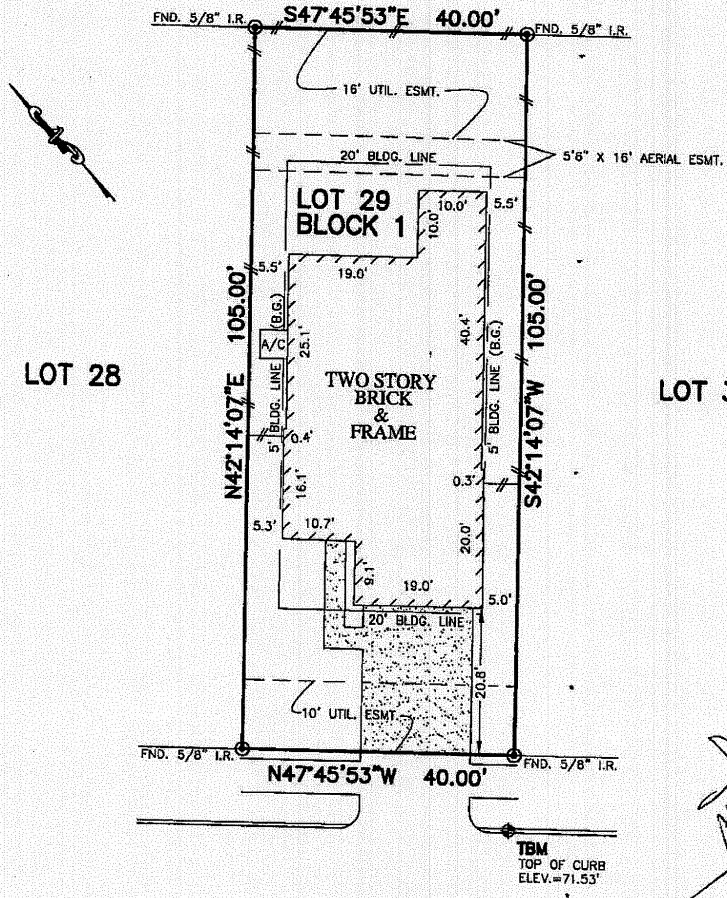 S47°45'53"E 40.00'
FND. 5/8" I.R.
FND. 5/8" I.R.
16' UTIL. ESMT.
20' BLDG. LINE
5'6" X 16' AERIAL ESMT.
LOT 29
BLOCK 1
10.0'
5.5'
10.0'
5.5'
19.0'
N42°14'07"E 105.00'
S42°14'07"W 105.00'
5' BLDG. LINE (B.G.)
25.1'
A/C
40.4'
5' BLDG. LINE (B.G.)
LOT 28
TWO STORY
BRICK
&
FRAME
0.4'
0.3'
16.1'
5.3'
10.7'
20.0'
9.1'
19.0'
5.0'
20' BLDG. LINE
20.8'
10' UTIL. ESMT.
FND. 5/8" I.R.
FND. 5/8" I.R.
N47°45'53"W 40.00'
TBM
TOP OF CURB
ELEV.=71.53'